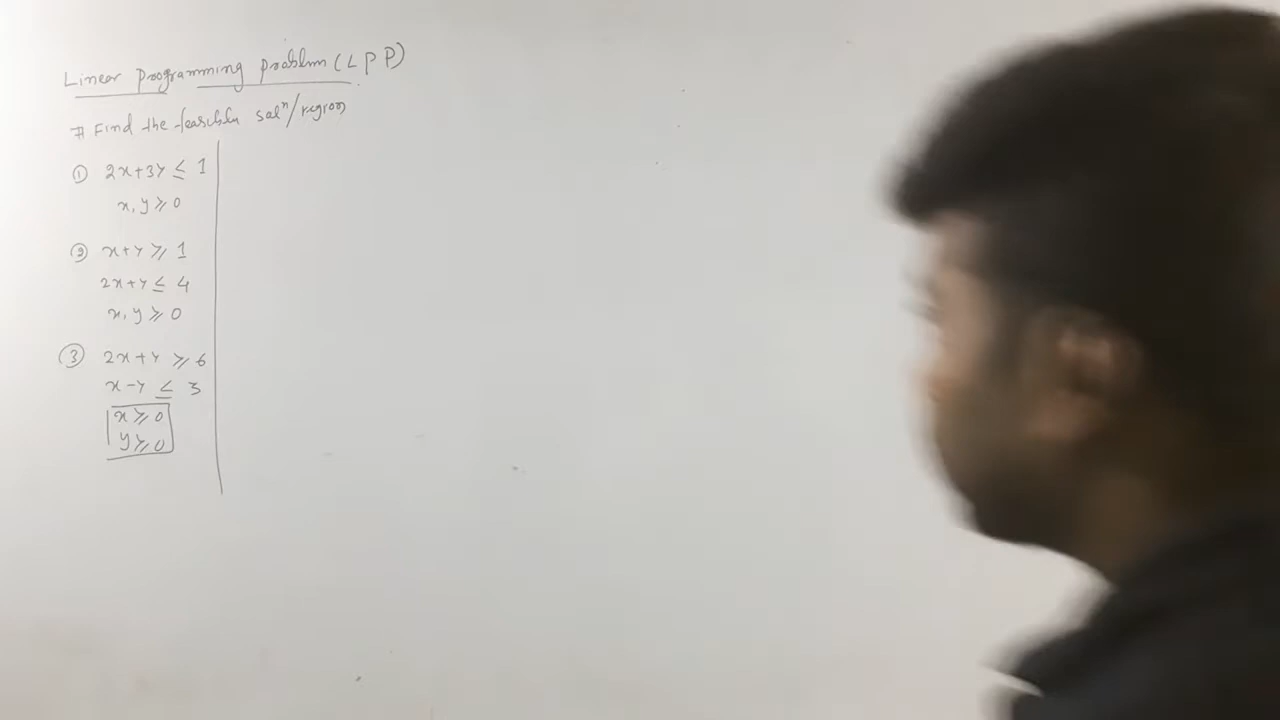 Linear Programming Problem (LPP)
# Find the feasible solⁿ/region
① 2x+3y ≤ 1
x, y ≥ 0
② x+y ≥ 1
2x+y ≤ 4
x, y ≥ 0
③ 2x+y ≥ 6
x-y ≤ 3
x ≥ 0
y ≥ 0